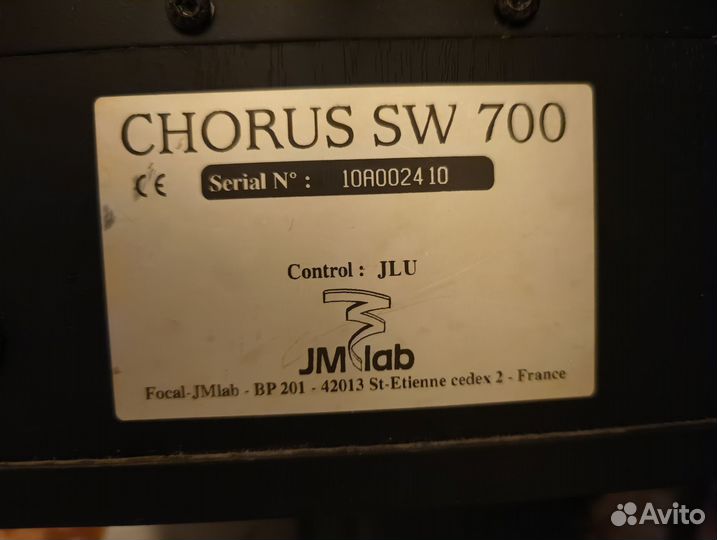 CHORUS SW 700
CE Serial N° : 10A002410
Control : JLU
JMlab
Focal-JMlab - BP 201 - 42013 St-Etienne cedex 2 - France
Avito